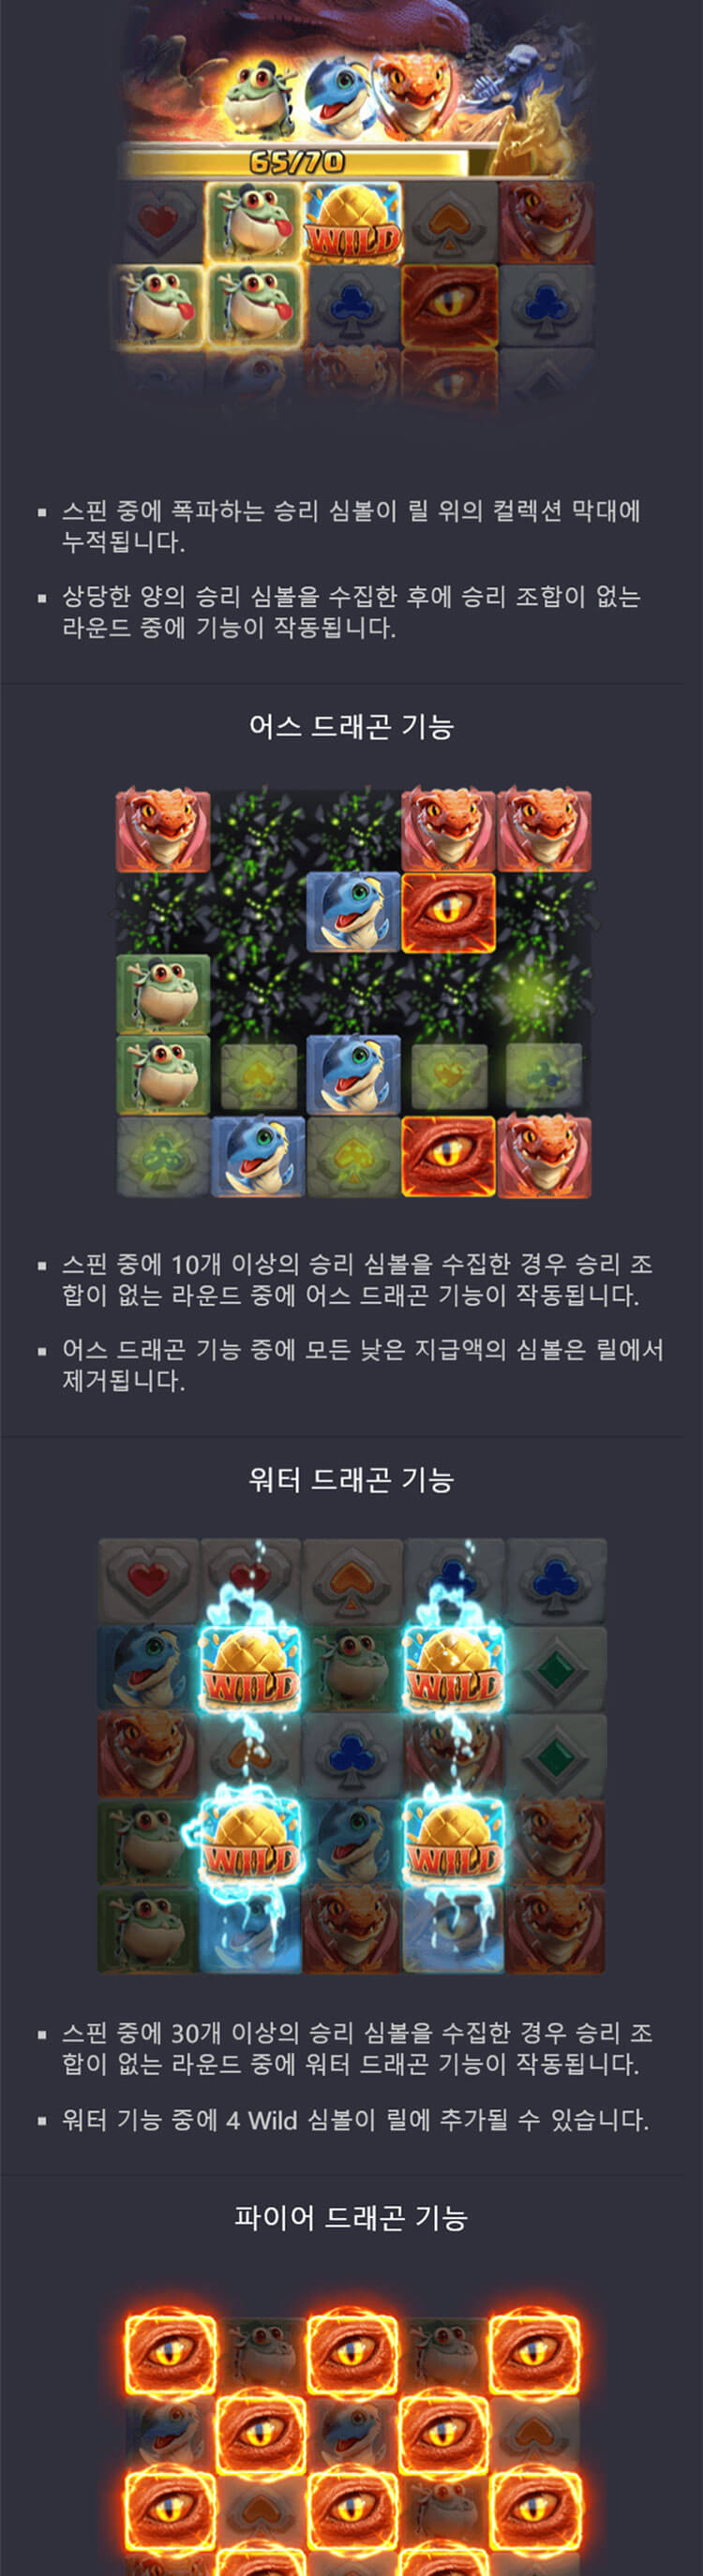 65/70
WILD
스핀 중에 폭파하는 승리 심볼이 릴 위의 컬렉션 막대에
누적됩니다.
상당한 양의 승리 심볼을 수집한 후에 승리 조합이 없는
라운드 중에 기능이 작동됩니다.
어스 드래곤 기능
스핀 중에 10개 이상의 승리 심볼을 수집한 경우 승리 조
합이 없는 라운드 중에 어스 드래곤 기능이 작동됩니다.
어스 드래곤 기능 중에 모든 낮은 지급액의 심볼은 릴에서
제거됩니다.
워터 드래곤 기능
WILD WILD
WILD WILD
스핀 중에 30개 이상의 승리 심볼을 수집한 경우 승리 조
합이 없는 라운드 중에 워터 드래곤 기능이 작동됩니다.
워터 기능 중에 4 Wild 심볼이 릴에 추가될 수 있습니다.
파이어 드래곤 기능